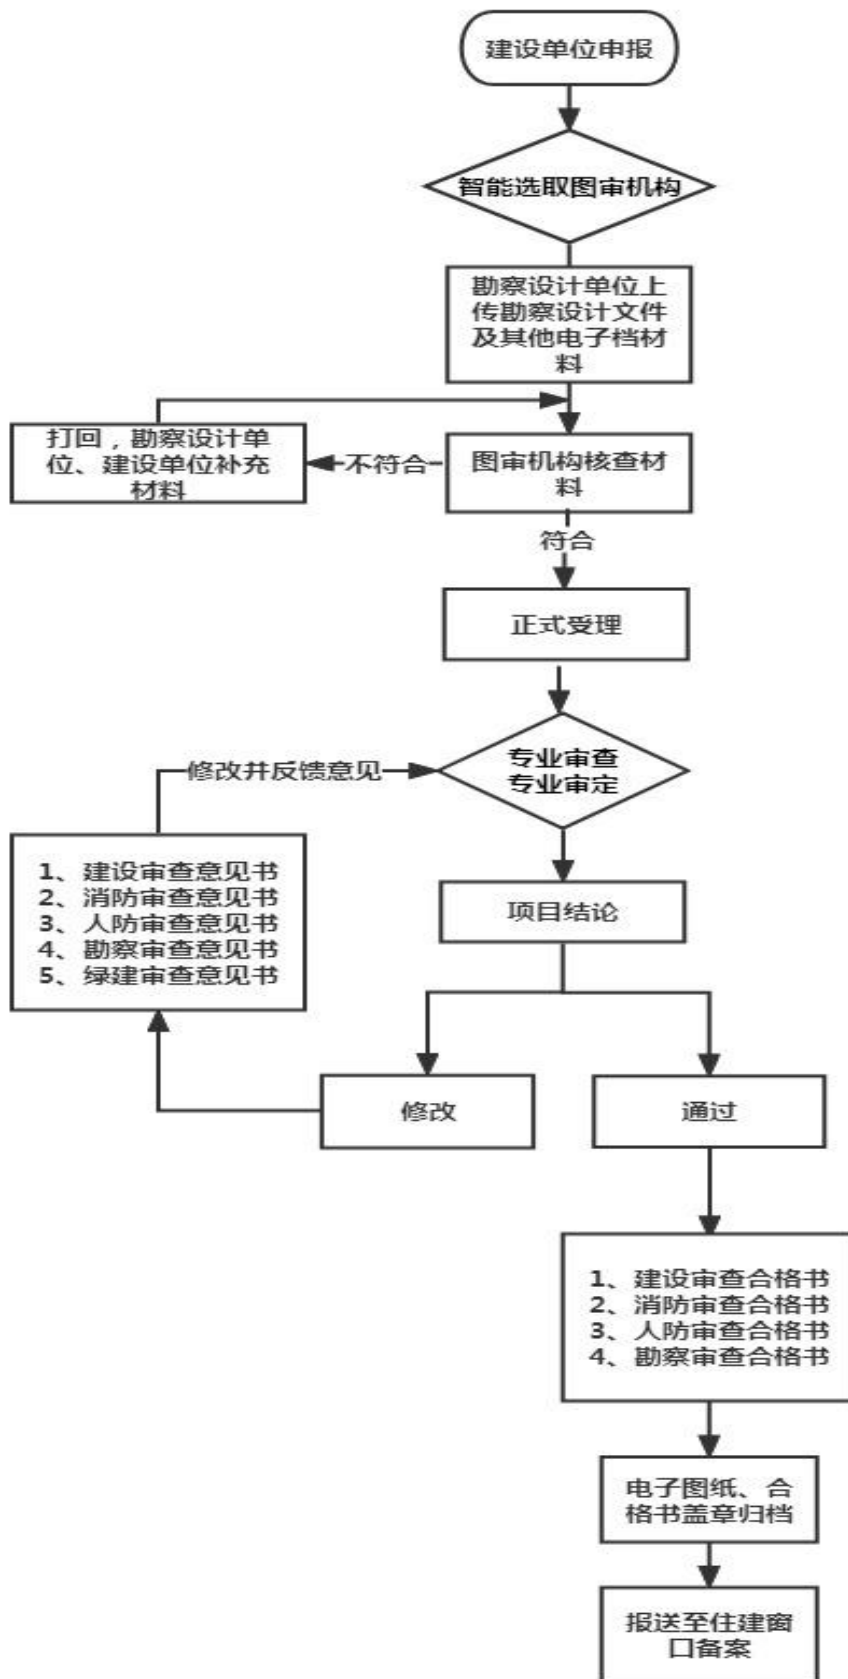 建设单位申报
智能选取图审机构
勘察设计单位上
传勘察设计文件
及其他电子档材
料
打回，勘察设计单
位、建设单位补充
材料
不符合
图审机构核查材
料
符合
正式受理
修改并反馈意见
专业审查
专业审定
1、建设审查意见书
2、消防审查意见书
3、人防审查意见书
4、勘察审查意见书
5、绿建审查意见书
项目结论
修改
通过
1、建设审查合格书
2、消防审查合格书
3、人防审查合格书
4、勘察审查合格书
电子图纸、合
格书盖章归档
报送至住建窗
口备案